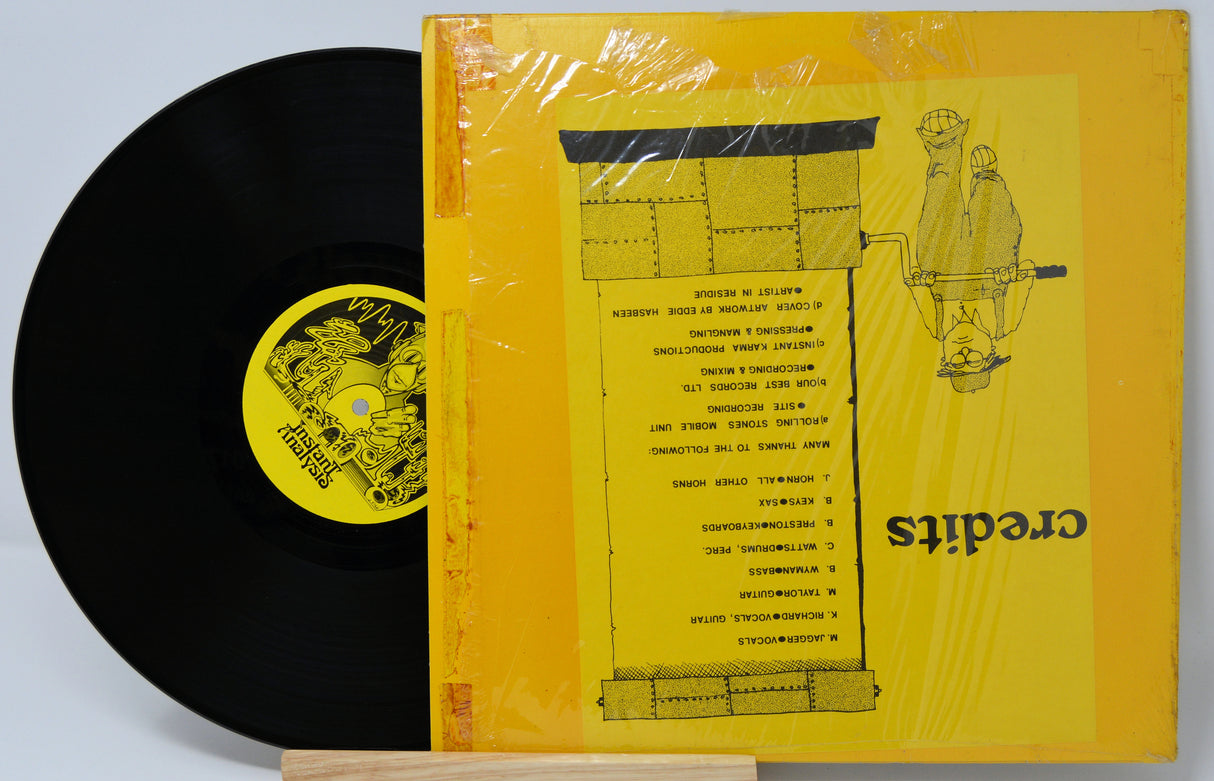 credits
M.JAGGER●VOCALS
K. RICHARD●VOCALS, GUITAR
M. TAYLOR●GUITAR
B. WYMAN●BASS
C. WATTS●DRUMS, PERC.
B. PRESTON●KEYBOARDS
B. KEYS●SAX
J. HORN●ALL OTHER HORNS
MANY THANKS TO THE FOLLOWING:
a) ROLLING STONES MOBILE UNIT
●SITE RECORDING
b)OUR BEST RECORDS LTD.
●RECORDING & MIXING
c)INSTANT KARMA PRODUCTIONS
●PRESSING & MANGLING
d) COVER ARTWORK BY EDDIE HASBEEN
●ARTIST IN RESIDUE
Instant
Analysis